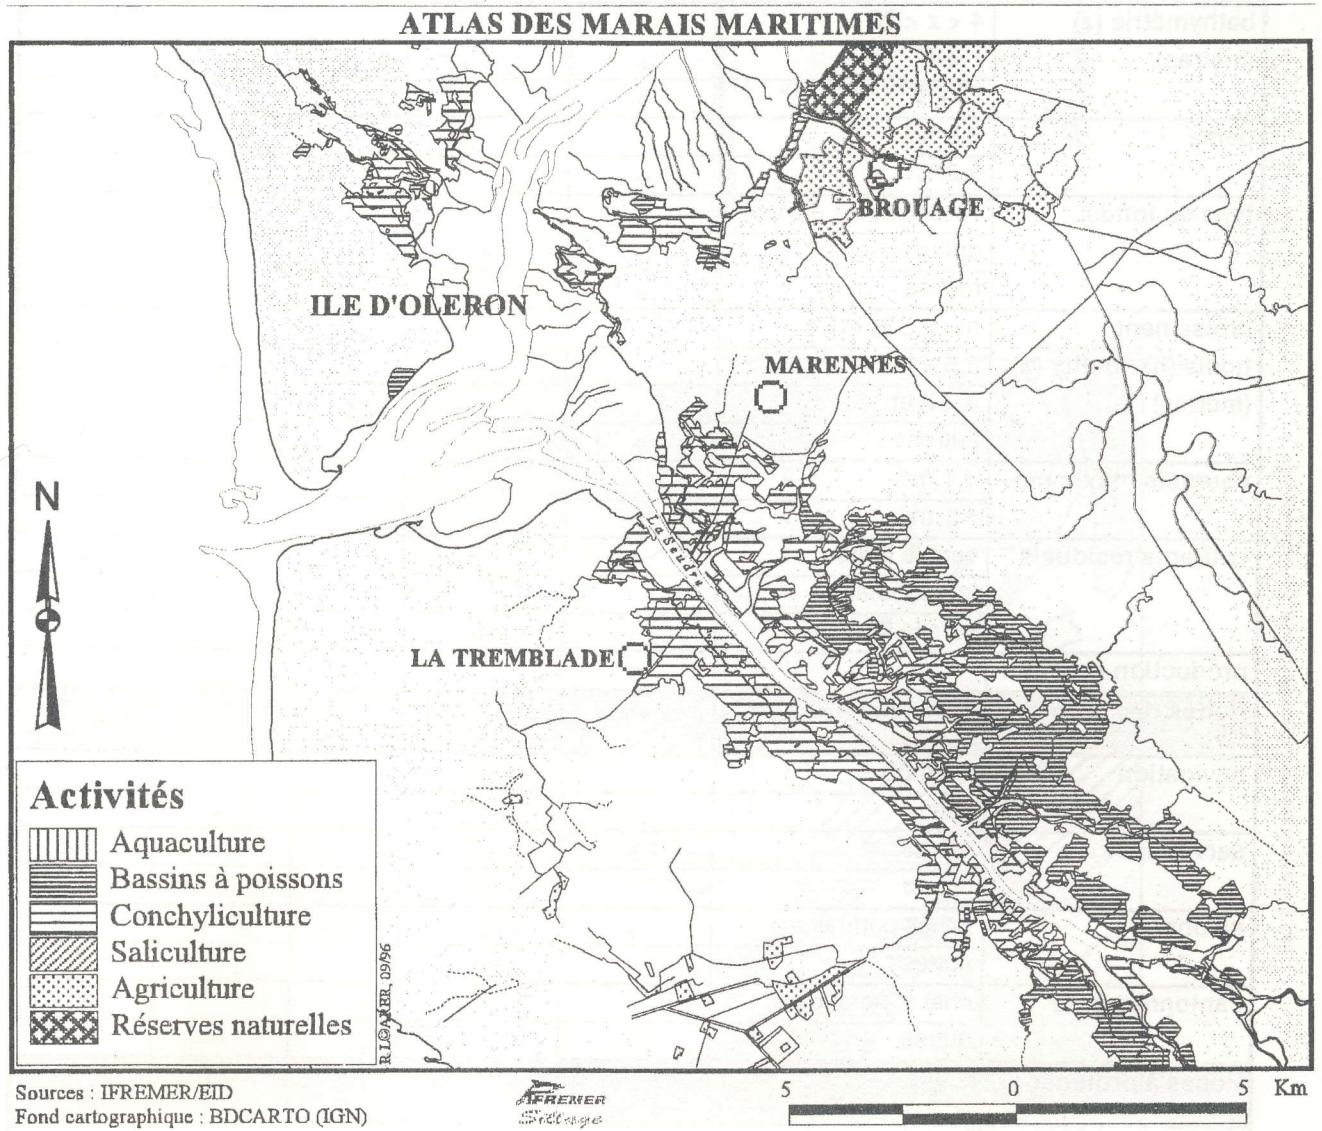 ATLAS DES MARAIS MARITIMES
BROUAGE
ILE D'OLERON
MARENNES
N
La Seudre
LA TREMBLADE
Activités
Aquaculture
Bassins à poissons
Conchyliculture
Saliculture
Agriculture
Réserves naturelles
09/96
Sources : IFREMER/EID
Fond cartographique : BDCARTO (IGN)
IFREMER
5 0 5 Km